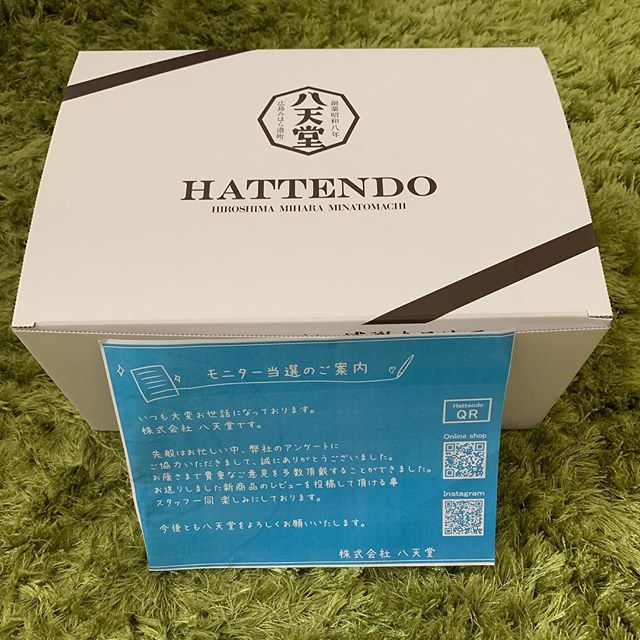 創業昭和八年
八天堂
広島みはら港町
HATTENDO
HIROSHIMA MIHARA MINATOMACHI
モニター当選のご案内
いつも大変お世話になっております。
株式会社 八天堂です。
先般はお忙しい中、弊社のアンケートに
ご協力いただきまして、誠にありがとうございました。
お陰さまで貴重なご意見を多数頂戴することができました。
お送りしました新商品のレビューを投稿して頂ける事
スタッフ一同 楽しみにしております。
今後とも八天堂をよろしくお願いいたします。
株式会社 八天堂
Hattendo
QR
Online shop
Instagram